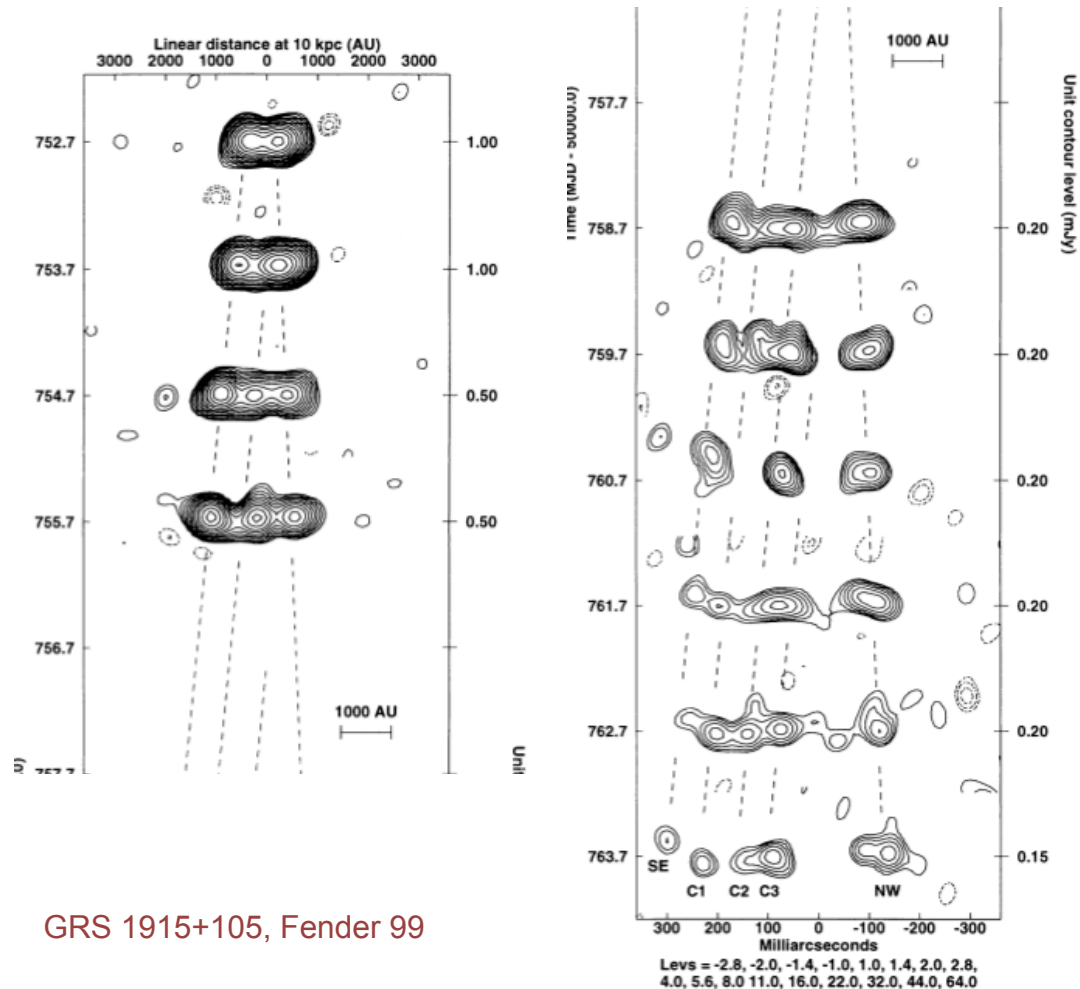 Linear distance at 10 kpc (AU)
3000 2000 1000 0 1000 2000 3000
752.7
1.00
753.7
1.00
754.7
0.50
755.7
0.50
756.7
1000 AU
1000 AU
757.7
Time (MJD - 50000.0)
Unit contour level (mJy)
758.7
0.20
759.7
0.20
760.7
0.20
761.7
0.20
762.7
0.20
763.7
0.15
SE
C1 C2 C3 NW
300 200 100 0 -100 -200 -300
Milliarcseconds
Levs = -2.8, -2.0, -1.4, -1.0, 1.0, 1.4, 2.0, 2.8,
4.0, 5.6, 8.0 11.0, 16.0, 22.0, 32.0, 44.0, 64.0
GRS 1915+105, Fender 99